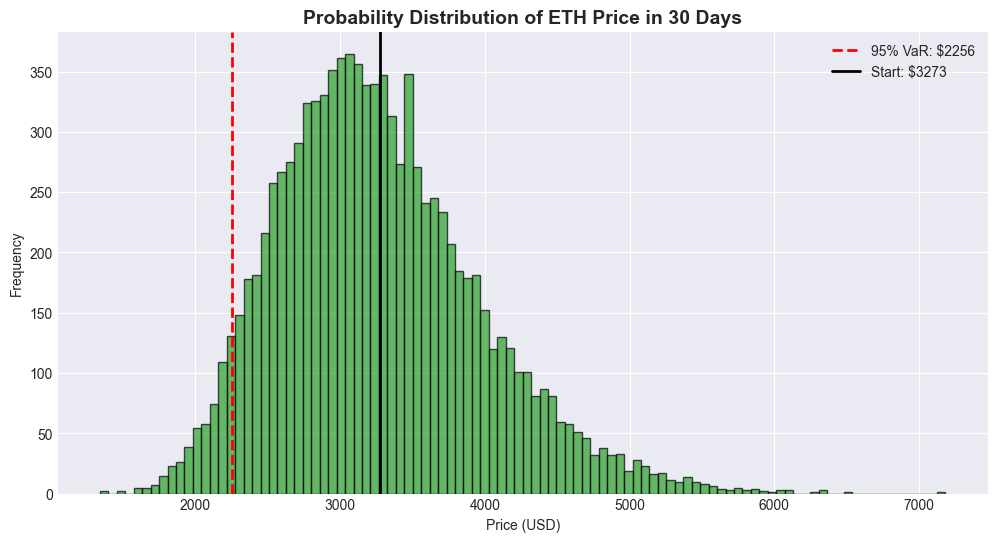 Probability Distribution of ETH Price in 30 Days
95% VaR: $2256
Start: $3273
Frequency
350
300
250
200
150
100
50
0
2000 3000 4000 5000 6000 7000
Price (USD)